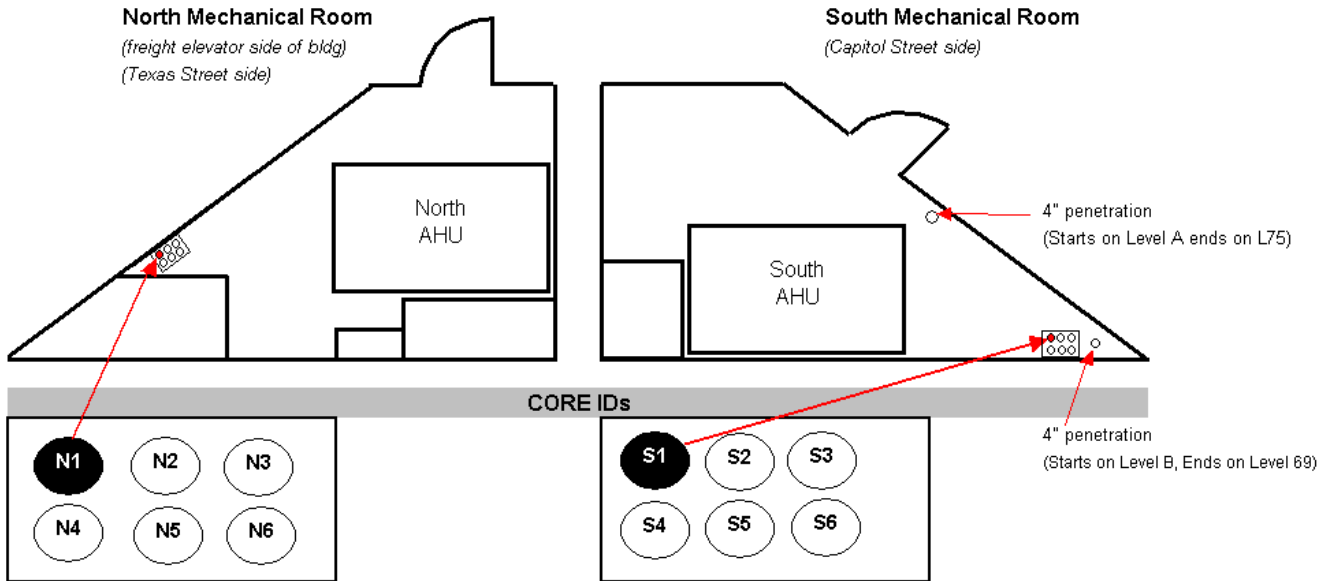 North Mechanical Room
(freight elevator side of bldg)
(Texas Street side)
South Mechanical Room
(Capitol Street side)
North
AHU
South
AHU
4" penetration
(Starts on Level A ends on L75)
CORE IDs
4" penetration
(Starts on Level B, Ends on Level 69)
N1 N2 N3
N4 N5 N6
S1 S2 S3
S4 S5 S6